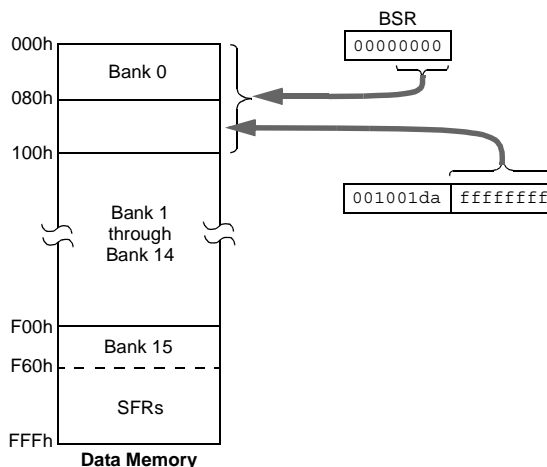 BSR
000h
00000000
Bank 0
080h
100h
001001da ffffffff
Bank 1
through
Bank 14
F00h
Bank 15
F60h
SFRs
FFFh
Data Memory